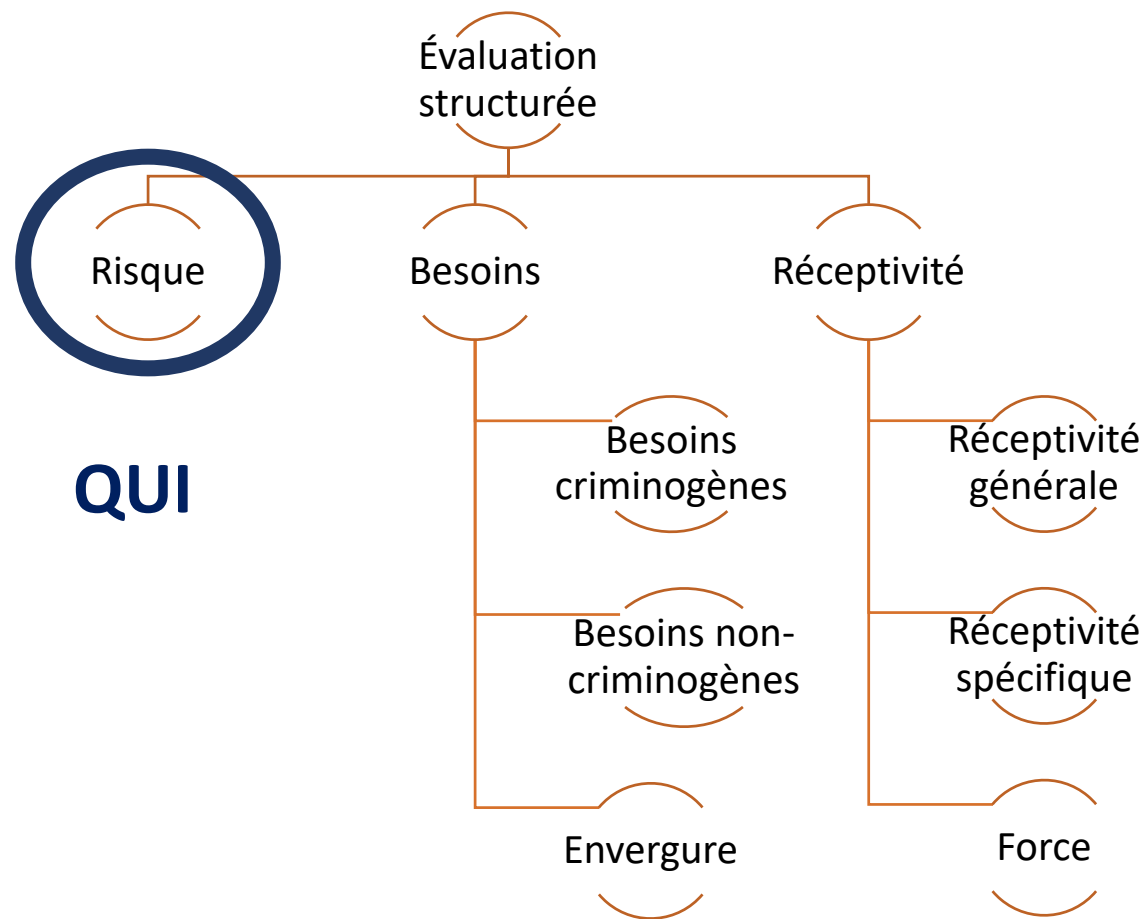 Évaluation
structurée
Risque
Besoins
Réceptivité
QUI
Besoins
criminogènes
Besoins non-
criminogènes
Envergure
Réceptivité
générale
Réceptivité
spécifique
Force